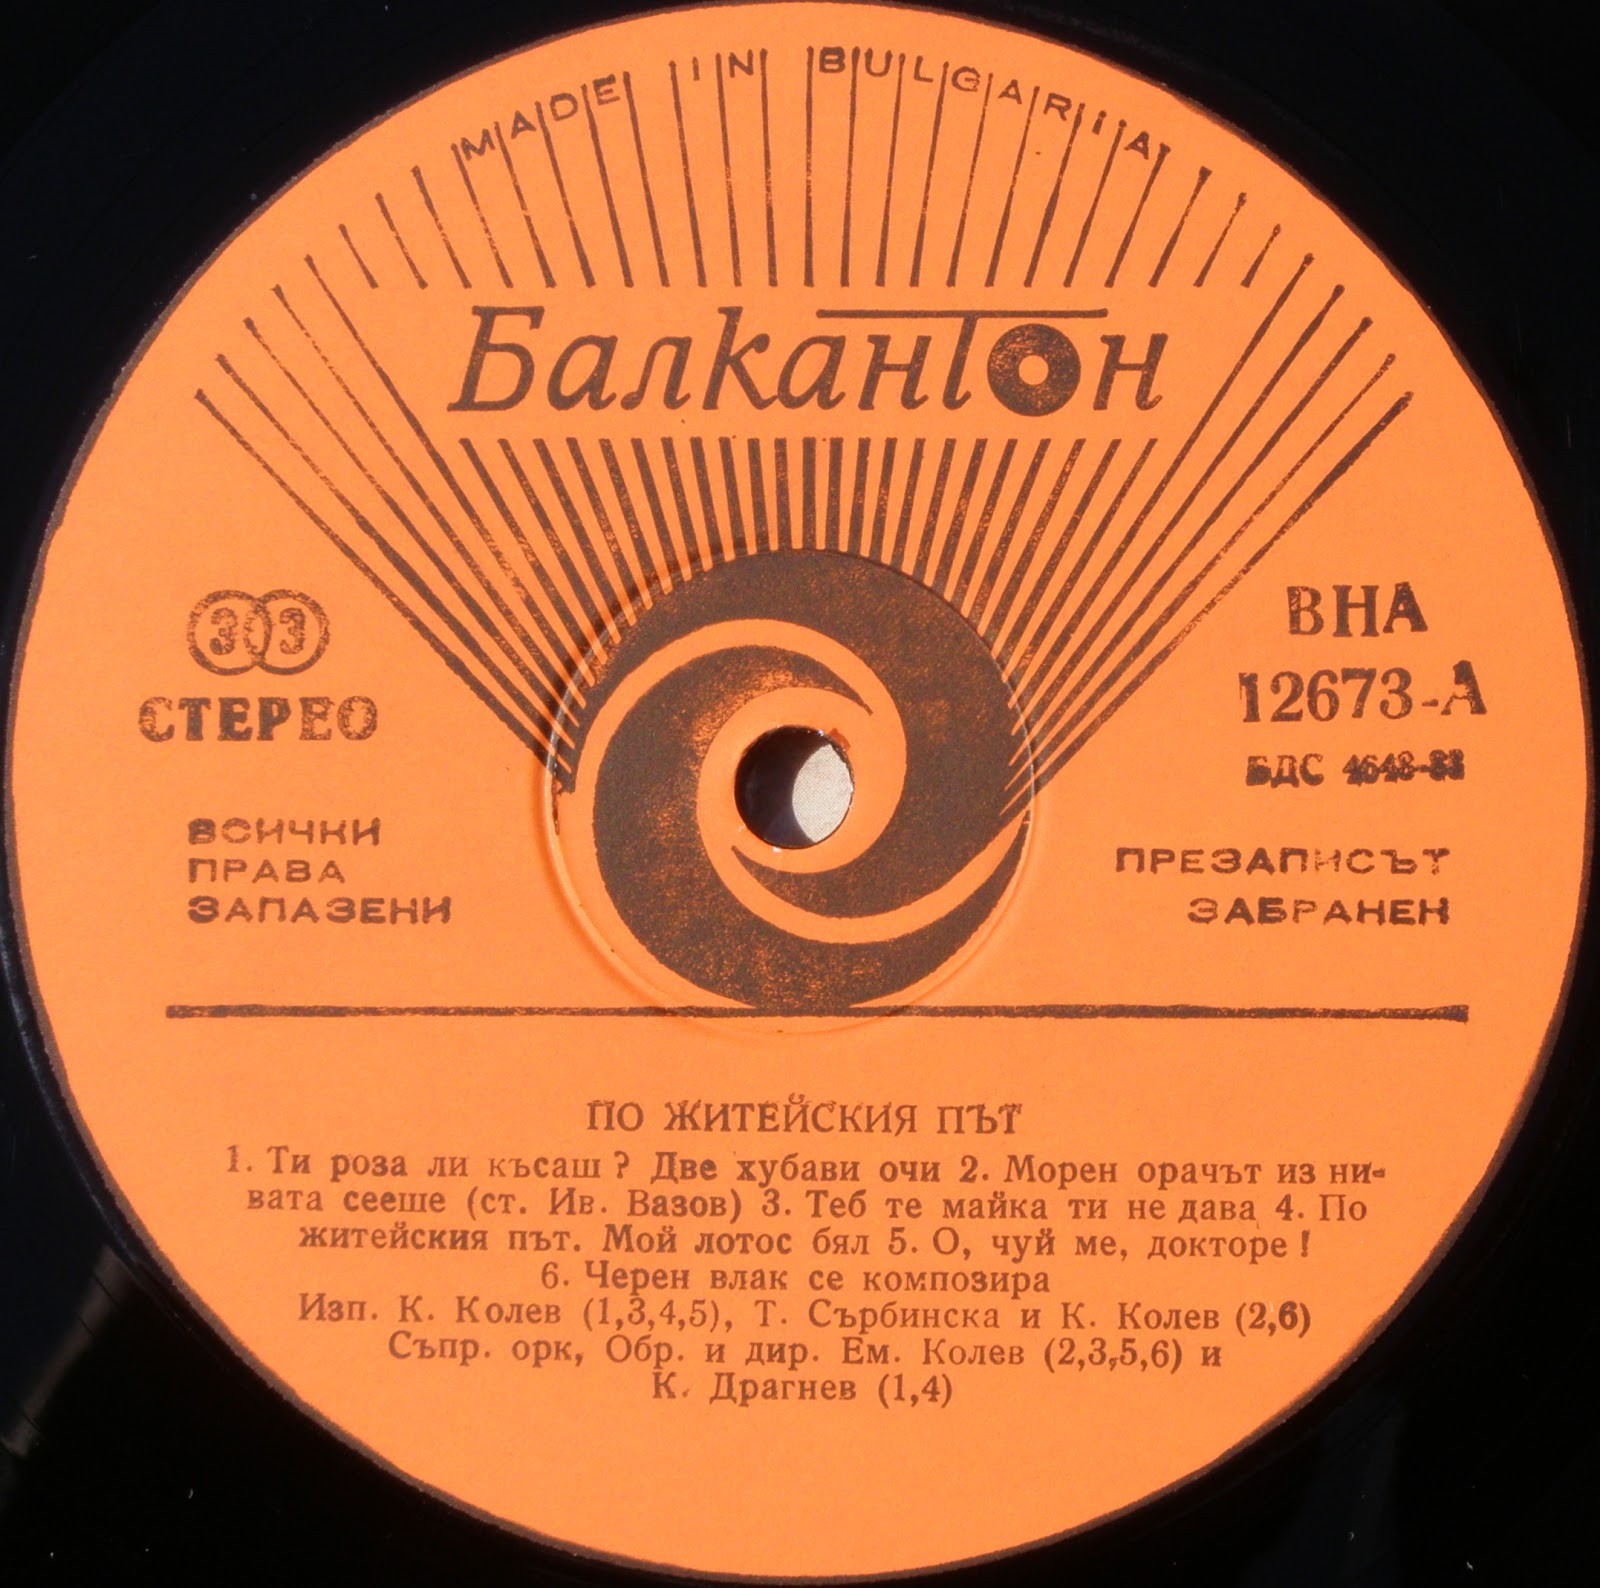 MADE IN BULGARIA
Балкантон
33
СТЕРЕО
ВСИЧКИ
ПРАВА
ЗАПАЗЕНИ
ВНА
12673-А
БДС 4648-83
ПРЕЗАПИСЪТ
ЗАБРАНЕН
ПО ЖИТЕЙСКИЯ ПЪТ
1. Ти роза ли късаш ? Две хубави очи 2. Морен орачът из ни-
вата сееше (ст. Ив. Вазов) 3. Теб те майка ти не дава 4. По
житейския път. Мой лотос бял 5. О, чуй ме, докторе !
6. Черен влак се композира
Изп. К. Колев (1,3,4,5), Т. Сърбинска и К. Колев (2,6)
Съпр. орк, Обр. и дир. Ем. Колев (2,3,5,6) и
К. Драгнев (1,4)